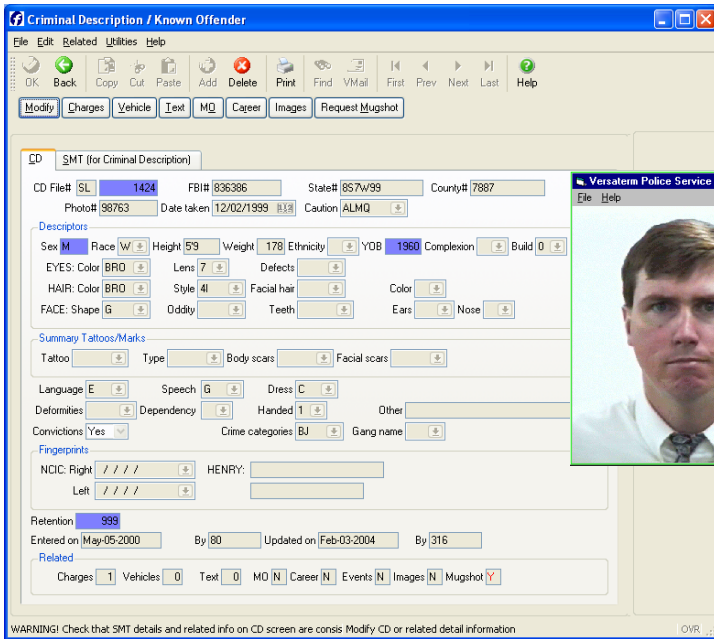 Criminal Description / Known Offender
File Edit Related Utilities Help
OK Back Copy Cut Paste Add Delete Print Find VMail First Prev Next Last Help
Modify Charges Vehicle Text MO Career Images Request Mugshot
CD SMT (for Criminal Description)
Versaterm Police Service
File Help
CD File# SL 1424 FBI# 836386 State# 8S7W99 County# 7887
Photo# 98763 Date taken 12/02/1999 Caution ALMQ
Descriptors
Sex M Race W Height 5'9 Weight 178 Ethnicity YOB 1960 Complexion Build 0
EYES: Color BRO Lens 7 Defects
HAIR: Color BRO Style 4I Facial hair Color
FACE: Shape G Oddity Teeth Ears Nose
Summary Tattoos/Marks
Tattoo Type Body scars Facial scars
Language E Speech G Dress C
Deformities Dependency Handed 1 Other
Convictions Yes Crime categories BJ Gang name
Fingerprints
NCIC: Right / / / / HENRY:
Left / / / /
Retention 999
Entered on May-05-2000 By 80 Updated on Feb-03-2004 By 316
Related
Charges 1 Vehicles 0 Text 0 MO N Career N Events N Images N Mugshot Y
WARNING! Check that SMT details and related info on CD screen are consis Modify CD or related detail information OVR